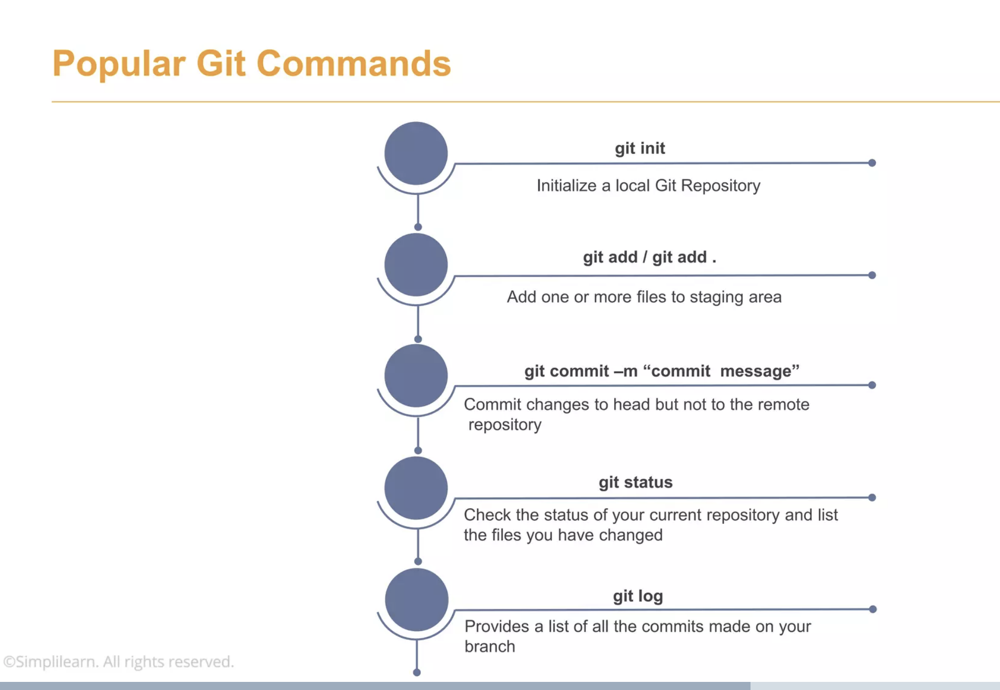 Popular Git Commands
git init
Initialize a local Git Repository
git add / git add .
Add one or more files to staging area
git commit –m “commit  message”
Commit changes to head but not to the remote
repository
git status
Check the status of your current repository and list
the files you have changed
git log
Provides a list of all the commits made on your
branch
©Simplilearn. All rights reserved.